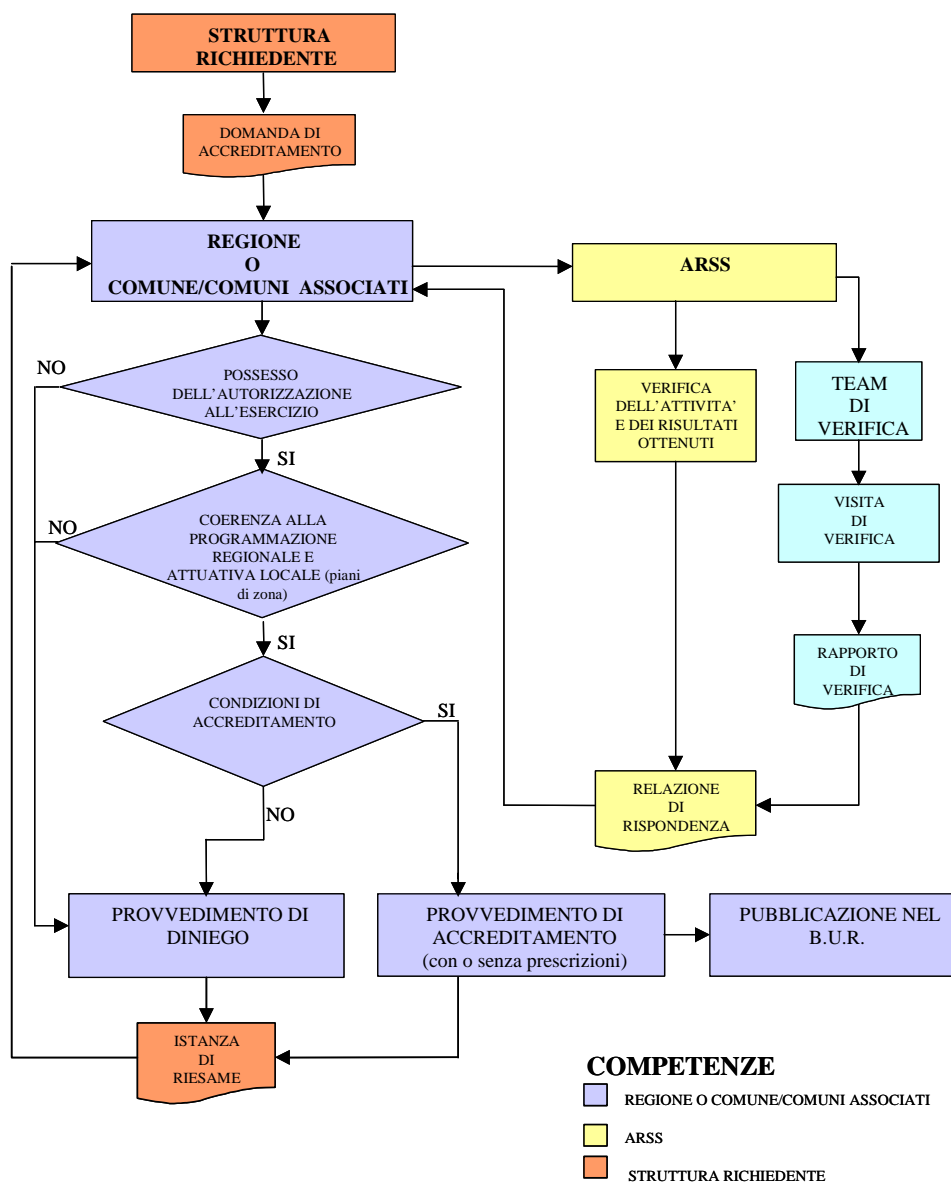 STRUTTURA
RICHIEDENTE
DOMANDA DI
ACCREDITAMENTO
REGIONE
O
COMUNE/COMUNI ASSOCIATI
ARSS
NO
POSSESSO
DELL'AUTORIZZAZIONE
ALL'ESERCIZIO
VERIFICA
DELL'ATTIVITA'
E DEI RISULTATI
OTTENUTI
TEAM
DI
VERIFICA
SI
NO
COERENZA ALLA
PROGRAMMAZIONE
REGIONALE E
ATTUATIVA LOCALE (piani
di zona)
VISITA
DI
VERIFICA
SI
RAPPORTO
DI
VERIFICA
CONDIZIONI DI
ACCREDITAMENTO
SI
NO
RELAZIONE
DI
RISPONDENZA
PROVVEDIMENTO DI
DINIEGO
PROVVEDIMENTO DI
ACCREDITAMENTO
(con o senza prescrizioni)
PUBBLICAZIONE NEL
B.U.R.
ISTANZA
DI
RIESAME
COMPETENZE
REGIONE O COMUNE/COMUNI ASSOCIATI
ARSS
STRUTTURA RICHIEDENTE